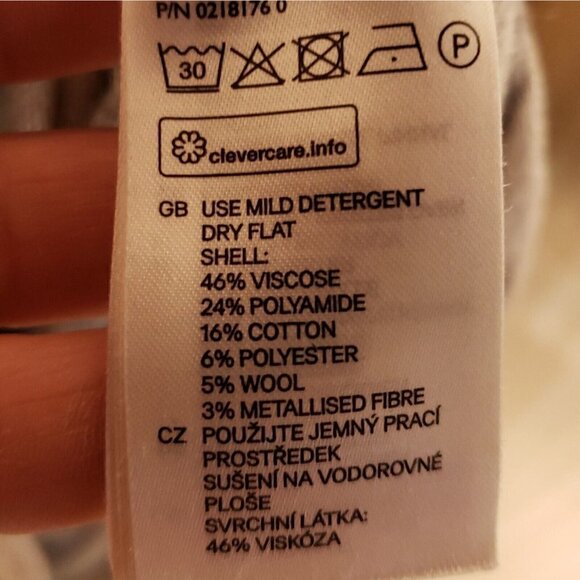 P/N 0218176 0
30 P
clevercare.info
GB USE MILD DETERGENT
DRY FLAT
SHELL:
46% VISCOSE
24% POLYAMIDE
16% COTTON
6% POLYESTER
5% WOOL
3% METALLISED FIBRE
CZ POUŽIJTE JEMNÝ PRACÍ
PROSTŘEDEK
SUŠENÍ NA VODOROVNÉ
PLOŠE
SVRCHNÍ LÁTKA:
46% VISKÓZA